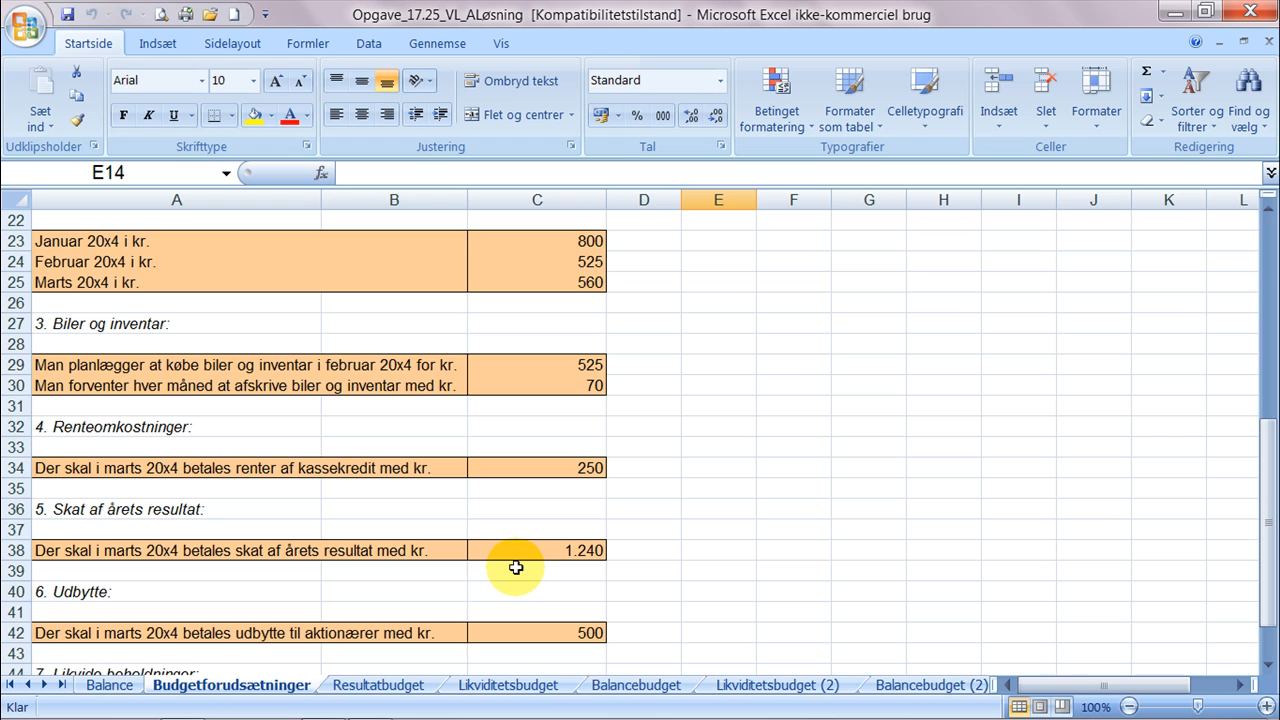 Opgave_17.25_VI_ALøsning [Kompatibilitetstilstand] - Microsoft Excel ikke-kommerciel brug
Startside Indsæt Sidelayout Formler Data Gennemse Vis
Sæt ind
Udklipsholder
Arial 10
F K U A
Skrifttype
Ombryd tekst
Flet og centrer
Justering
Standard
% 000
Tal
Betinget formatering
Formater som tabel
Celletypografi
Typografier
Indsæt Slet Formater
Celler
Sorter og filtrer
Find og vælg
Redigering
E14 fx
A B C D E F G H I J K L
22
23 Januar 20x4 i kr. 800
24 Februar 20x4 i kr. 525
25 Marts 20x4 i kr. 560
26
27 3. Biler og inventar:
28
29 Man planlægger at købe biler og inventar i februar 20x4 for kr. 525
30 Man forventer hver måned at afskrive biler og inventar med kr. 70
31
32 4. Renteomkostninger:
33
34 Der skal i marts 20x4 betales renter af kassekredit med kr. 250
35
36 5. Skat af årets resultat:
37
38 Der skal i marts 20x4 betales skat af årets resultat med kr. 1.240
39
40 6. Udbytte:
41
42 Der skal i marts 20x4 betales udbytte til aktionærer med kr. 500
43
44 7. Likvide beholdninger:
Balance Budgetforudsætninger Resultatbudget Likviditetsbudget Balancebudget Likviditetsbudget (2) Balancebudget (2)
Klar 100%